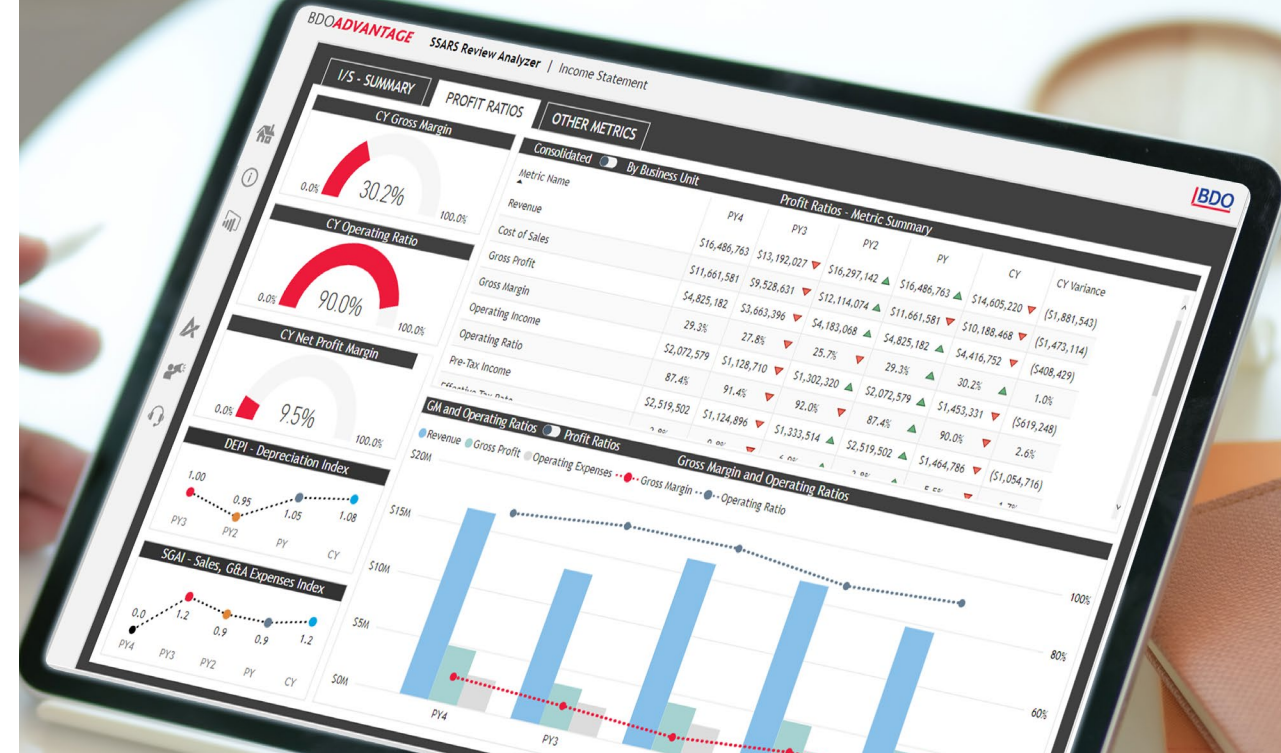 BDOADVANTAGE SSARS Review Analyzer | Income Statement
BDO
I/S - SUMMARY PROFIT RATIOS OTHER METRICS
CY Gross Margin
30.2%
0.0% 100.0%
CY Operating Ratio
90.0%
0.0% 100.0%
CY Net Profit Margin
9.5%
0.0% 100.0%
DEPI - Depreciation Index
1.00 0.95 1.05 1.08
PY3 PY2 PY CY
SGAI - Sales, G&A Expenses Index
0.0 1.2 0.9 0.9 1.2
PY4 PY3 PY2 PY CY
Consolidated By Business Unit Profit Ratios - Metric Summary
Metric Name PY4 PY3 PY2 PY CY CY Variance
Revenue $16,486,763 $13,192,027 $16,297,142 $16,486,763 $14,605,220 ($1,881,543)
Cost of Sales $11,661,581 $9,528,631 $12,114,074 $11,661,581 $10,188,468 ($1,473,114)
Gross Profit $4,825,182 $3,663,396 $4,183,068 $4,825,182 $4,416,752 ($408,429)
Gross Margin 29.3% 27.8% 25.7% 29.3% 30.2% 1.0%
Operating Income $2,072,579 $1,128,710 $1,302,320 $2,072,579 $1,453,331 ($619,248)
Operating Ratio 87.4% 91.4% 92.0% 87.4% 90.0% 2.6%
Pre-Tax Income $2,519,502 $1,124,896 $1,333,514 $2,519,502 $1,464,786 ($1,054,716)
GM and Operating Ratios Profit Ratios Gross Margin and Operating Ratios
Revenue Gross Profit Operating Expenses Gross Margin Operating Ratio
$20M
$15M
$10M
$5M
$0M
100%
80%
60%
PY4 PY3